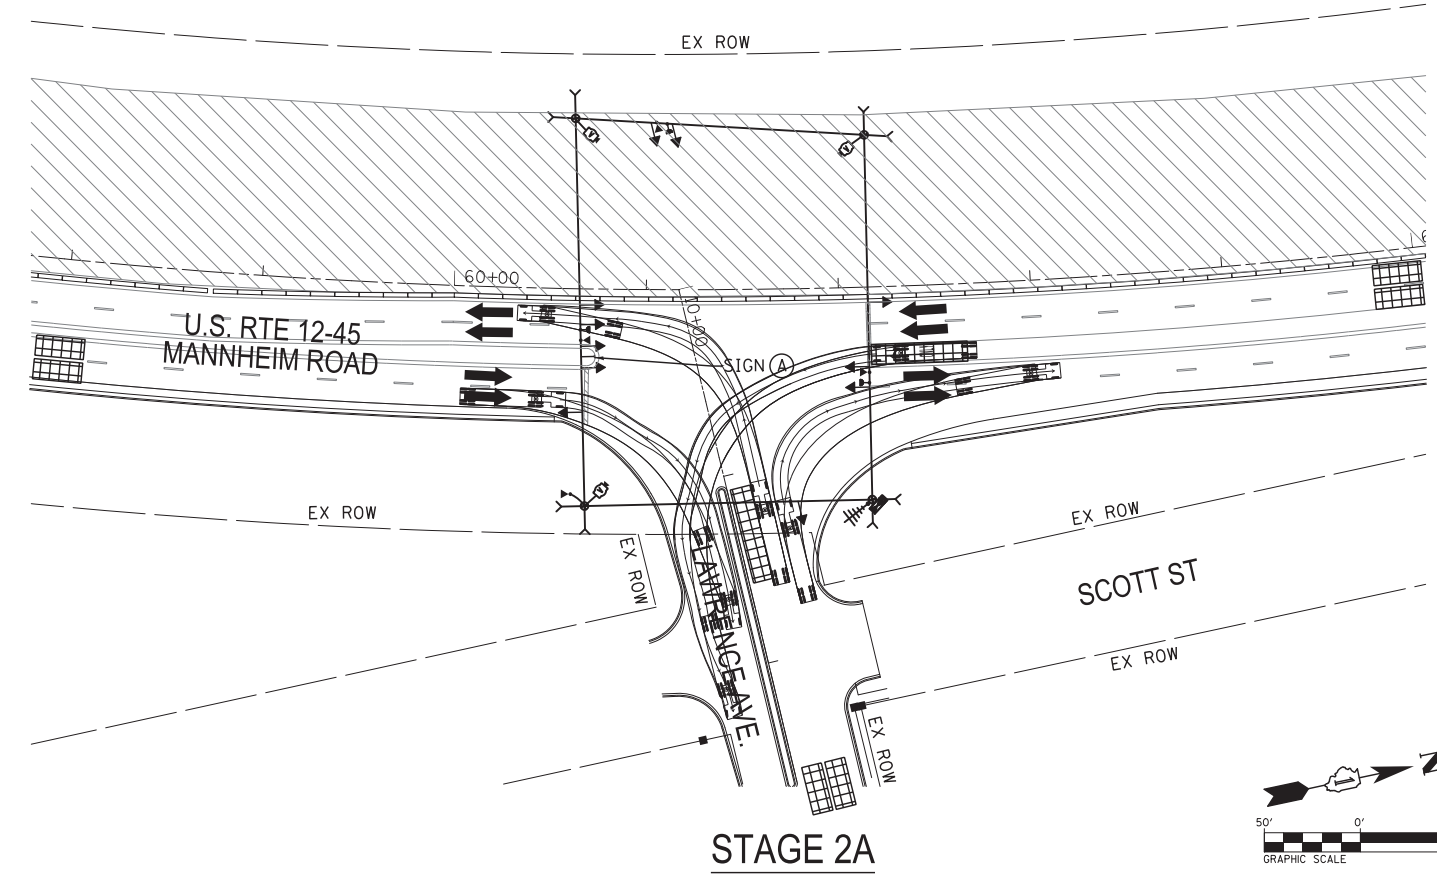 EX ROW
60+00
10+00
U.S. RTE 12-45
MANNHEIM ROAD
SIGN A
EX ROW
EX ROW
EX ROW
SCOTT ST
LAWRENCE AVE.
EX ROW
EX ROW
N
50'
0'
GRAPHIC SCALE
STAGE 2A